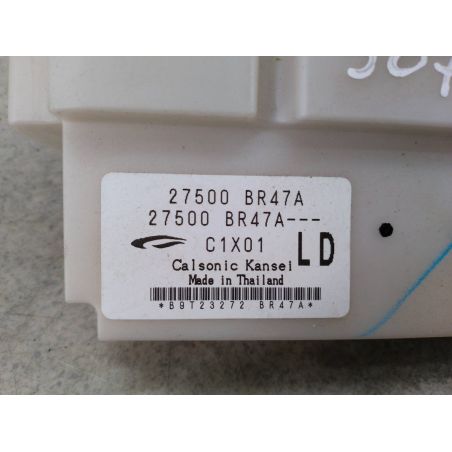 27500 BR47A
27500 BR47A---
C1X01 LD
Calsonic Kansei
Made in Thailand
*B9T23272 BR47A*